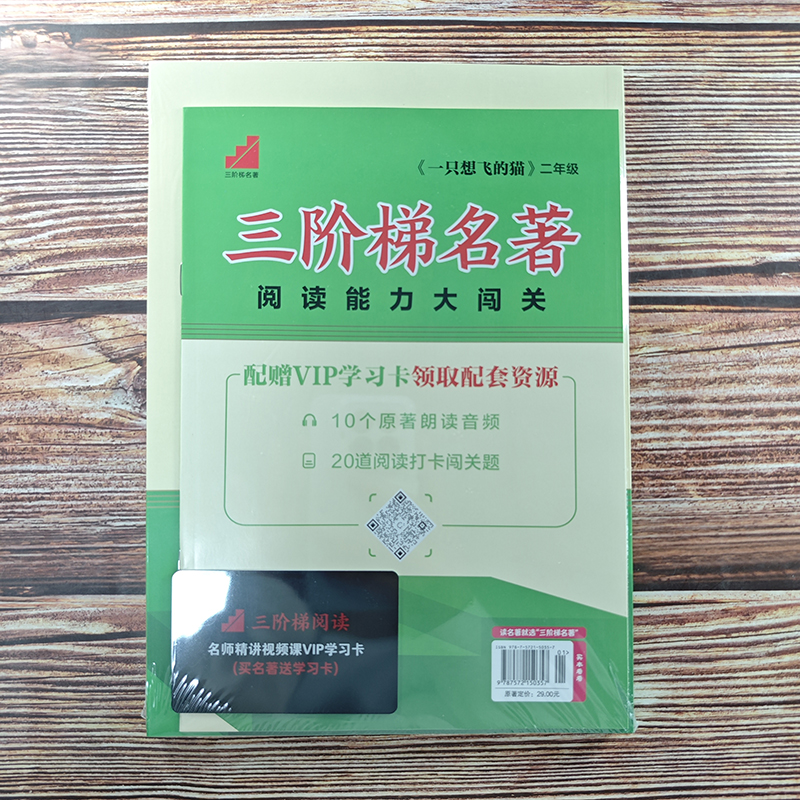 三阶梯名著
《一只想飞的猫》二年级
三阶梯名著
阅读能力大闯关
配赠VIP学习卡领取配套资源
10个原著朗读音频
20道阅读打卡闯关题
三阶梯阅读
名师精讲视频课VIP学习卡
(买名著送学习卡)
读名著就选“三阶梯名著”
01>
9 787572 150357
原著定价：29.00元